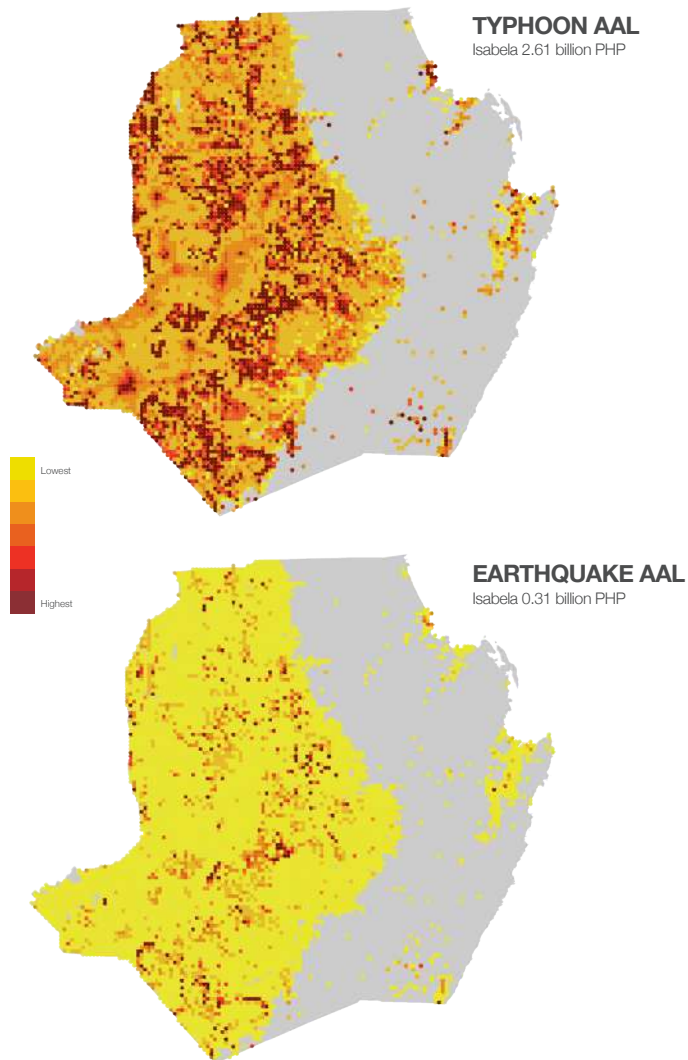 TYPHOON AAL
Isabela 2.61 billion PHP
Lowest
Highest
EARTHQUAKE AAL
Isabela 0.31 billion PHP